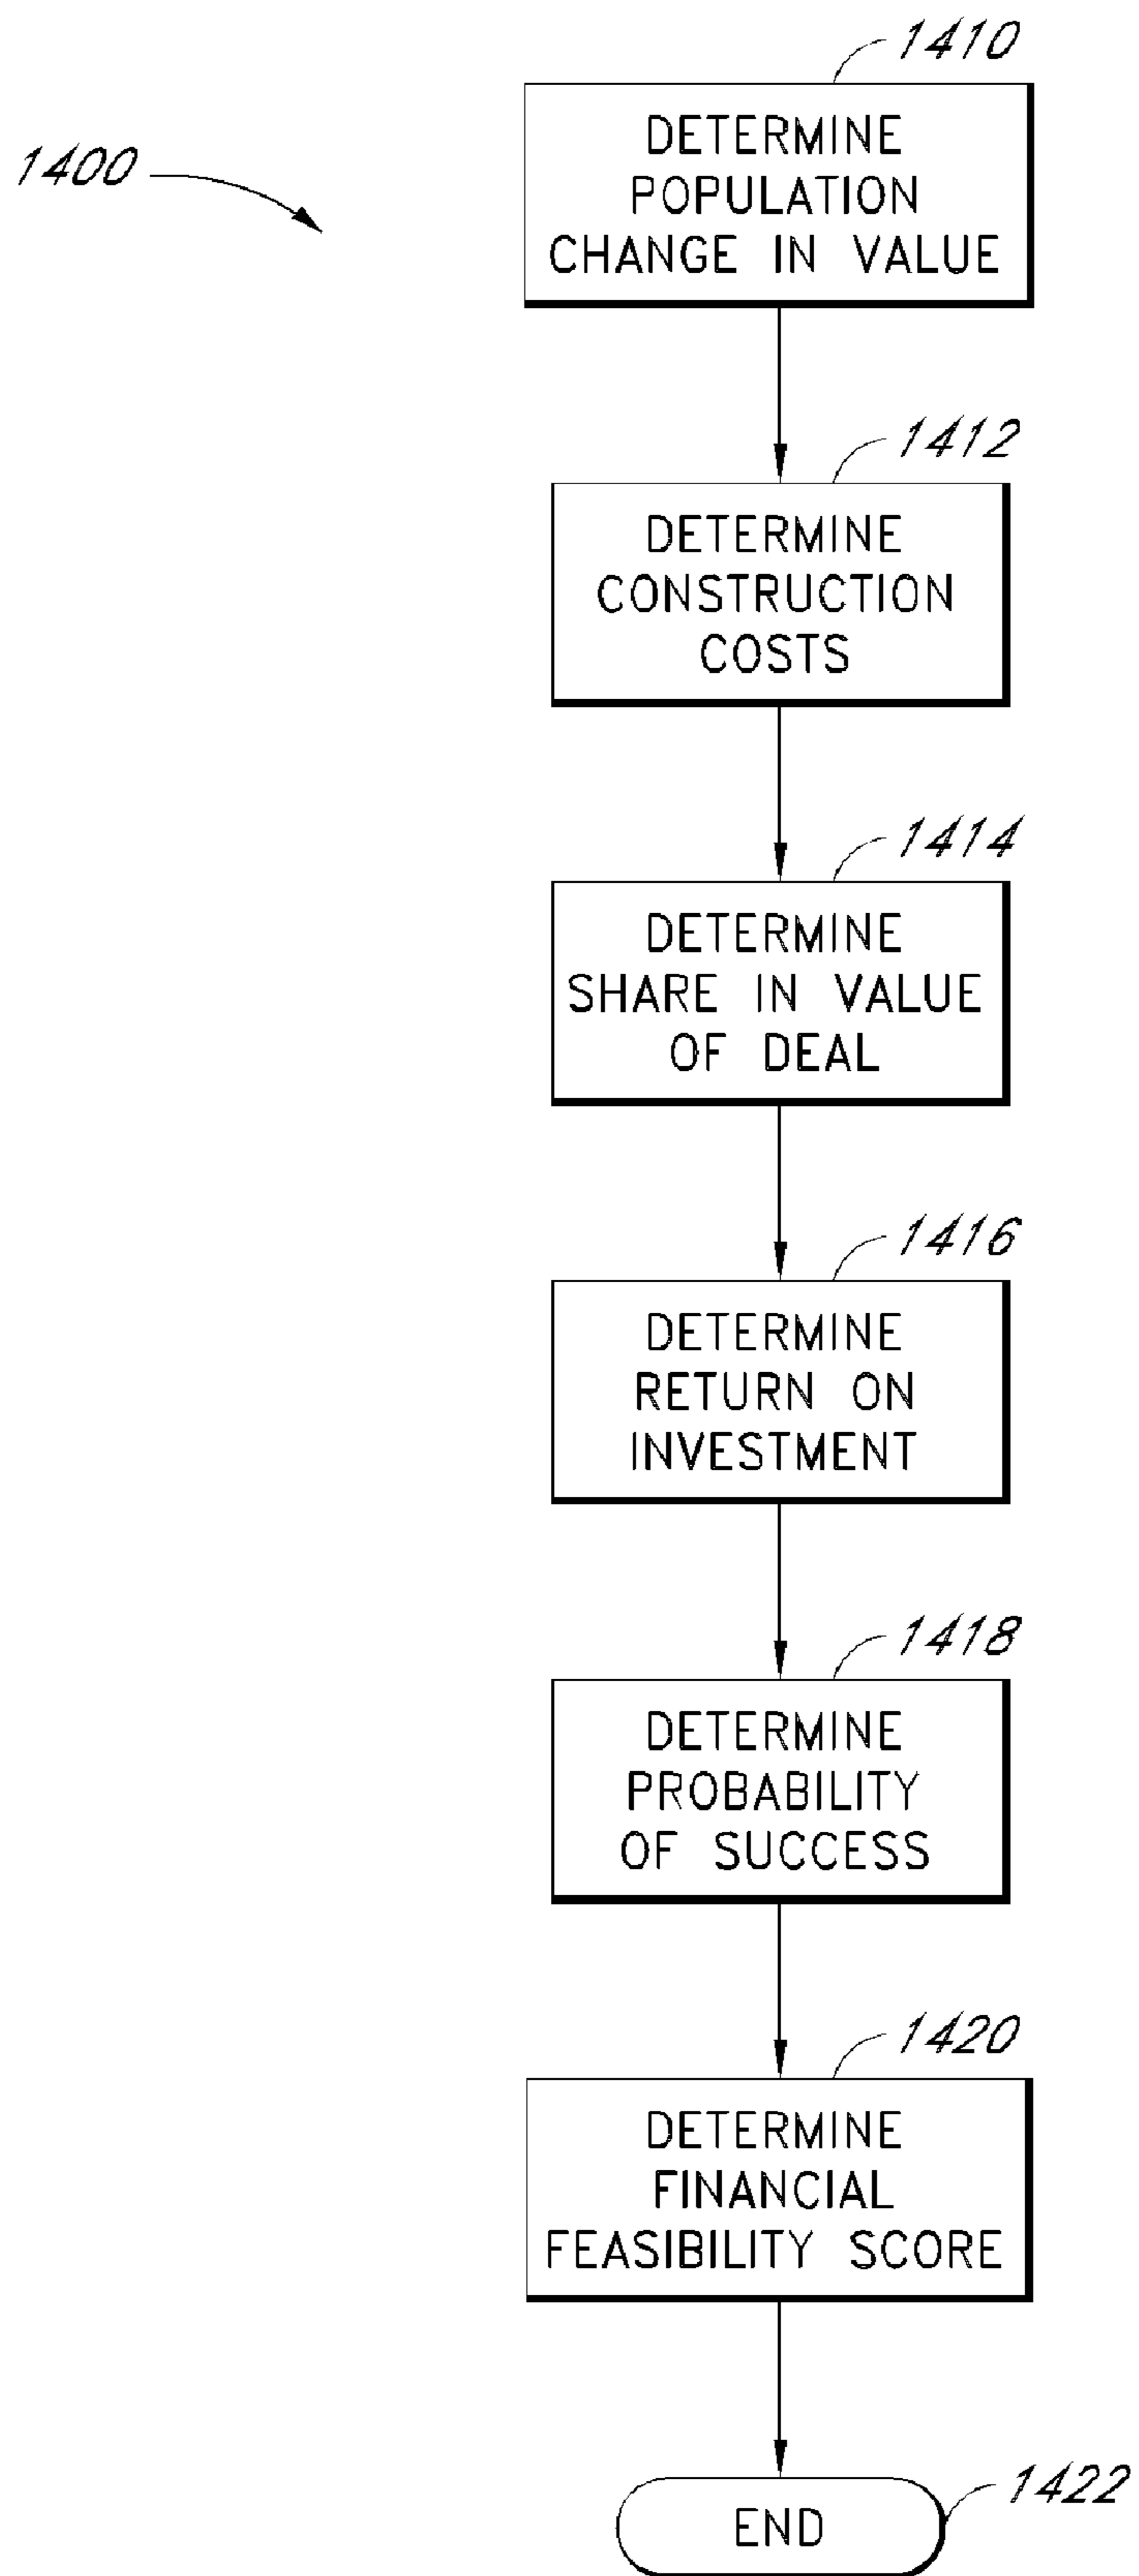 1410
1400
DETERMINE
POPULATION
CHANGE IN VALUE
1412
DETERMINE
CONSTRUCTION
COSTS
1414
DETERMINE
SHARE IN VALUE
OF DEAL
1416
DETERMINE
RETURN ON
INVESTMENT
1418
DETERMINE
PROBABILITY
OF SUCCESS
1420
DETERMINE
FINANCIAL
FEASIBILITY SCORE
1422
END